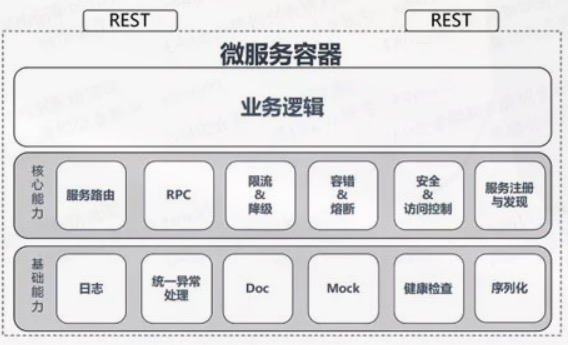 REST
REST
微服务容器
业务逻辑
核心能力
服务路由
RPC
限流
&
降级
容错
&
熔断
安全
&
访问控制
服务注册
与发现
基础能力
日志
统一异常
处理
Doc
Mock
健康检查
序列化